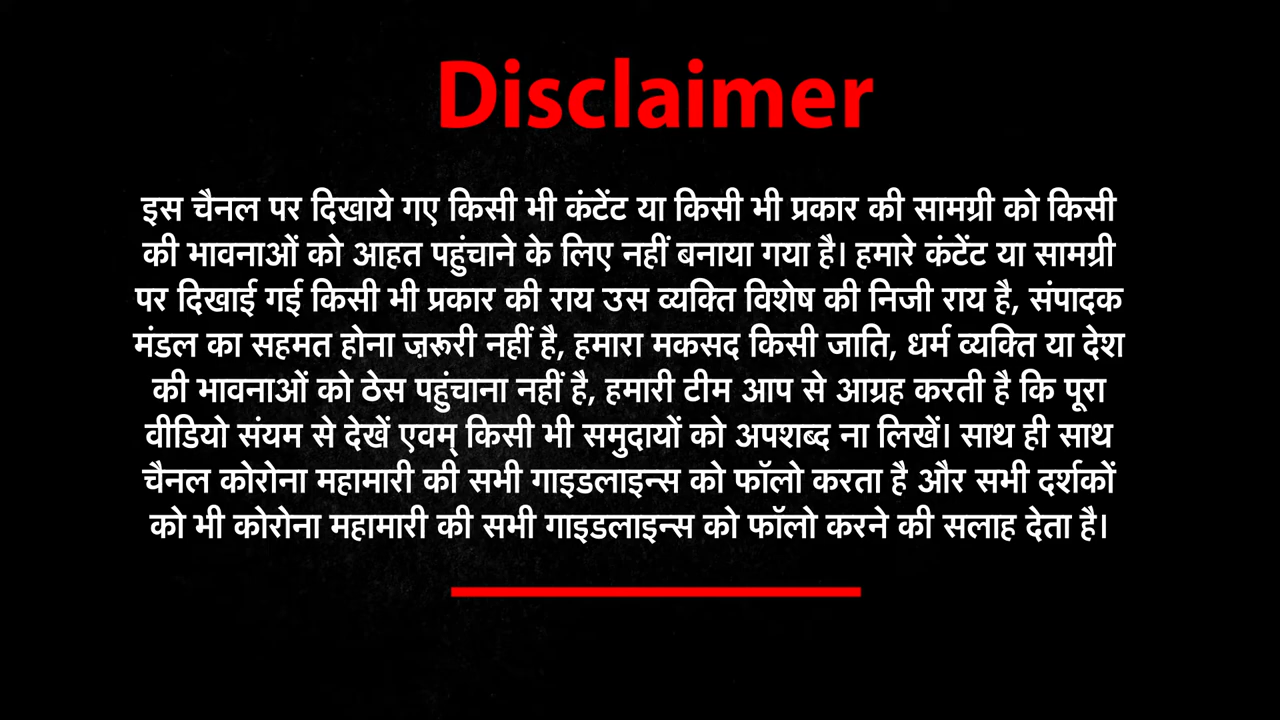 Disclaimer
इस चैनल पर दिखाये गए किसी भी कंटेंट या किसी भी प्रकार की सामग्री को किसी
की भावनाओं को आहत पहुंचाने के लिए नहीं बनाया गया है। हमारे कंटेंट या सामग्री
पर दिखाई गई किसी भी प्रकार की राय उस व्यक्ति विशेष की निजी राय है, संपादक
मंडल का सहमत होना ज़रूरी नहीं है, हमारा मकसद किसी जाति, धर्म व्यक्ति या देश
की भावनाओं को ठेस पहुंचाना नहीं है, हमारी टीम आप से आग्रह करती है कि पूरा
वीडियो संयम से देखें एवम् किसी भी समुदायों को अपशब्द ना लिखें। साथ ही साथ
चैनल कोरोना महामारी की सभी गाइडलाइन्स को फॉलो करता है और सभी दर्शकों
को भी कोरोना महामारी की सभी गाइडलाइन्स को फॉलो करने की सलाह देता है।